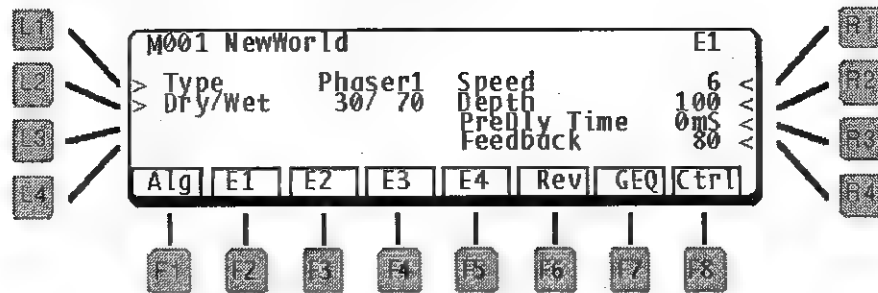 L1
R1
M001 NewWorld E1
L2
R2
> Type Phaser1 Speed 6 <
> Dry/Wet 30/ 70 Depth 100 <
PreDly Time 0mS <
Feedback 80 <
L3
R3
L4
R4
Alg E1 E2 E3 E4 Rev GEQ Ctrl
F1 F2 F3 F4 F5 F6 F7 F8